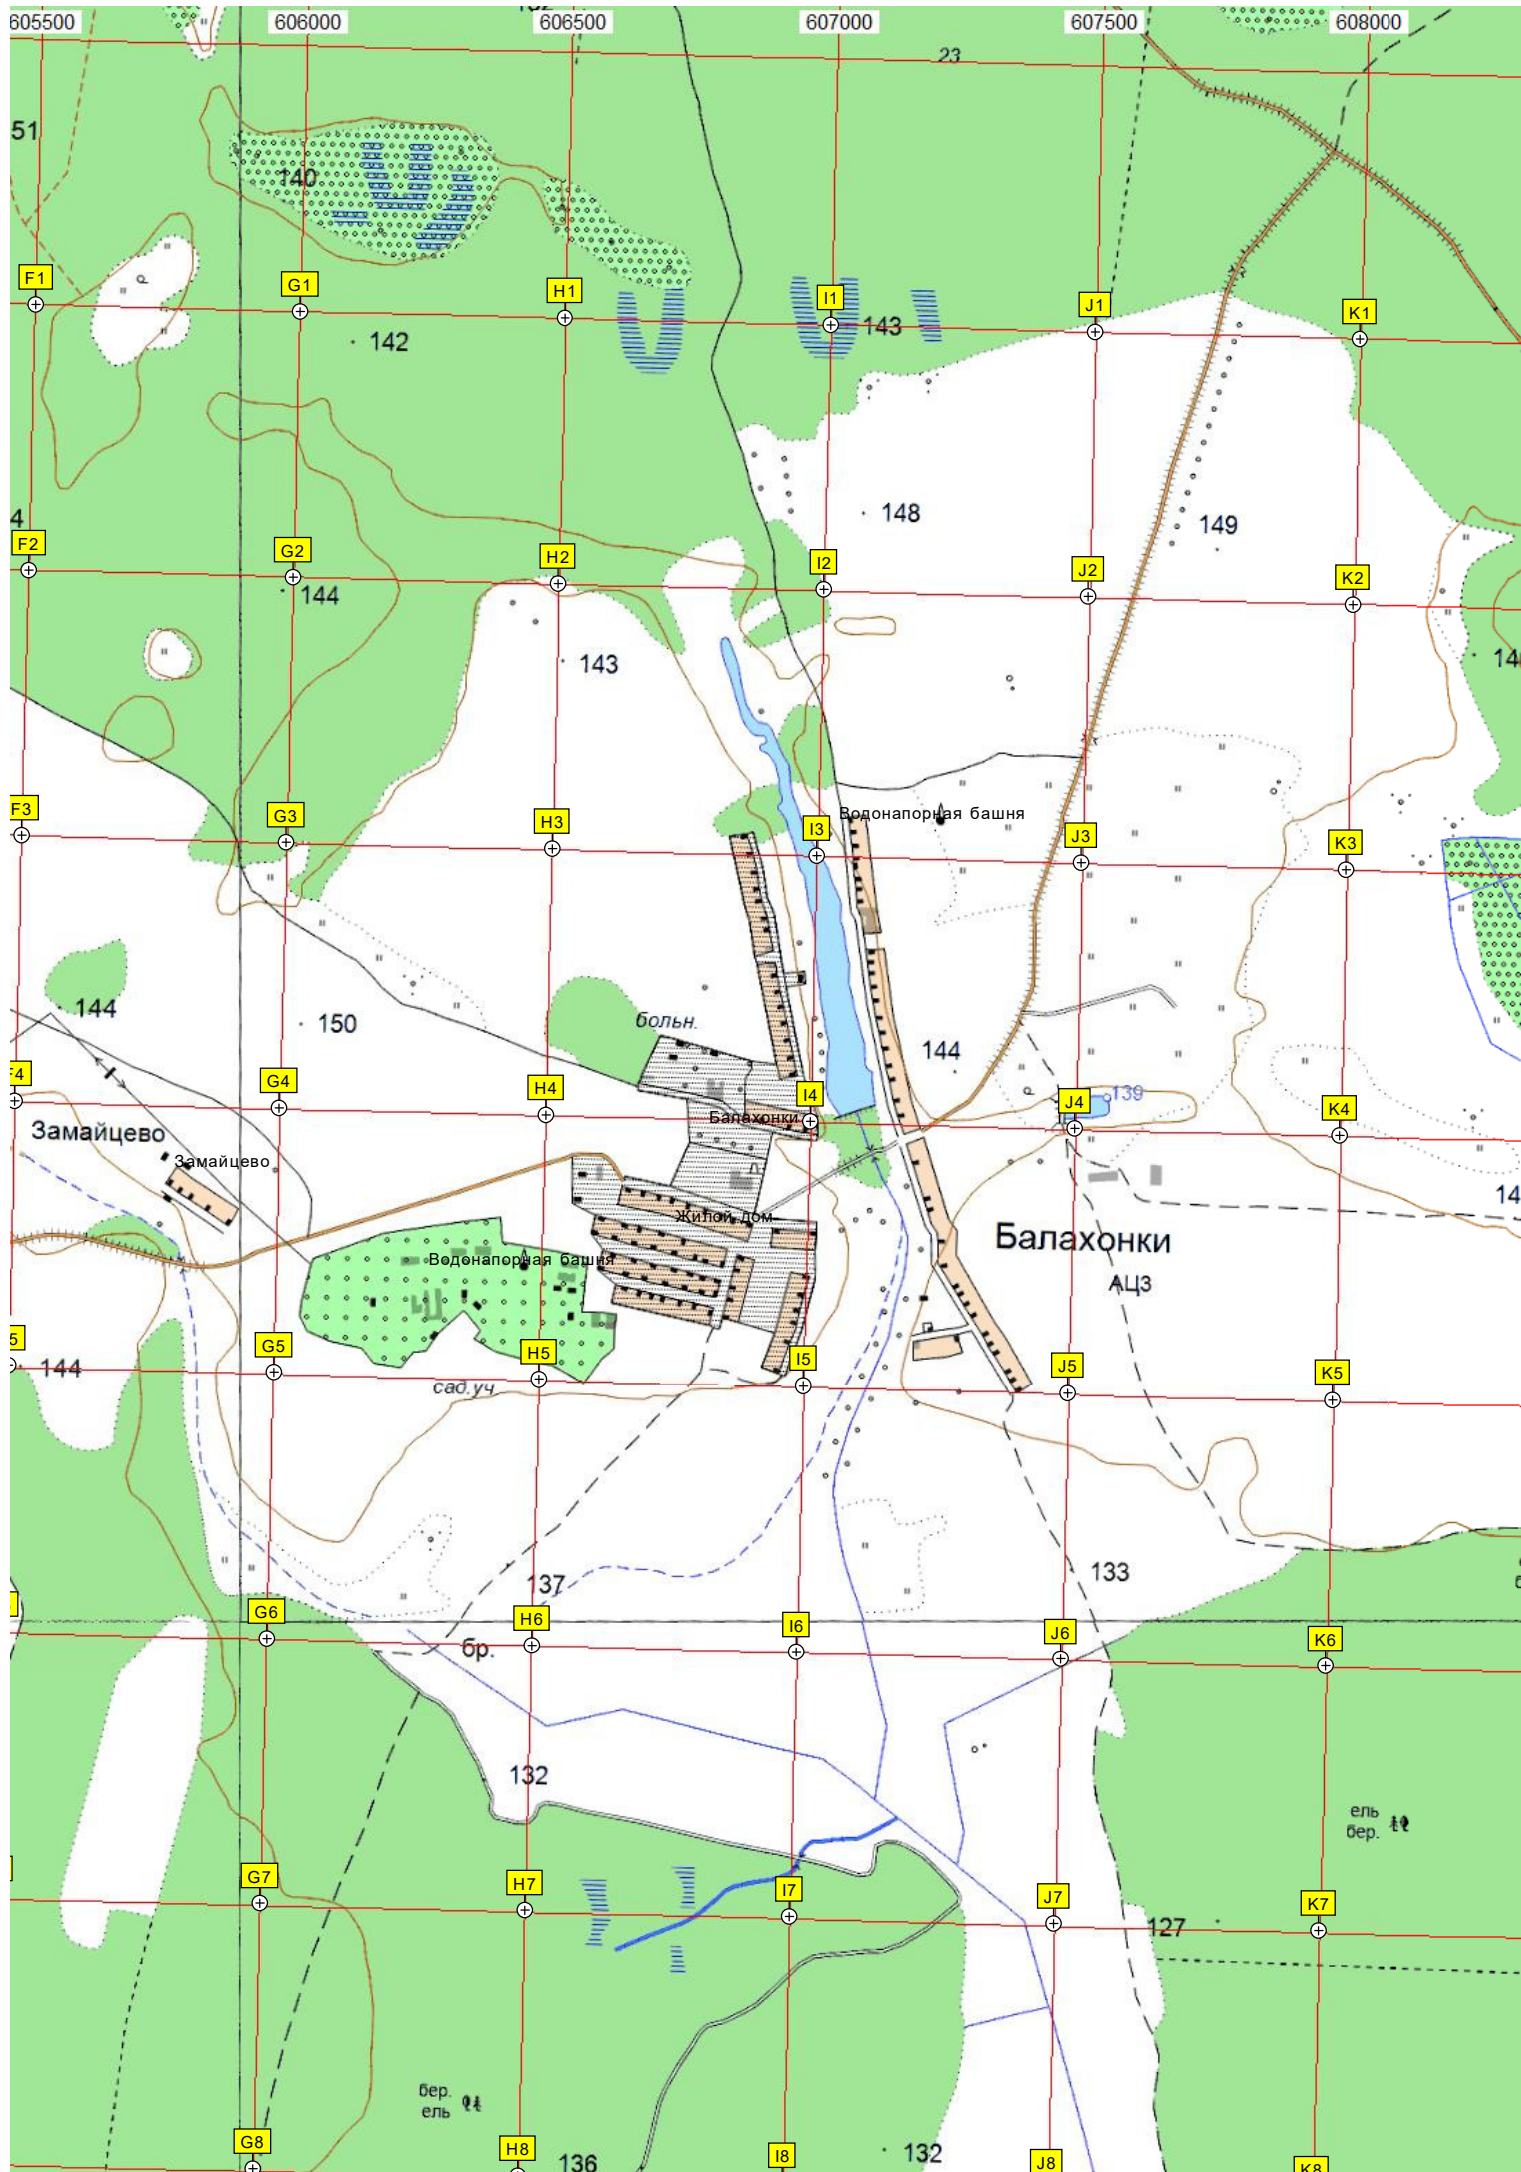 605500 606000 606500 607000 607500 608000
23
51
140
F1 G1 H1 I1 J1 K1
142 143
148 149
4
F2 G2 H2 I2 J2 K2
144
143
Водонапорная башня
F3 G3 H3 I3 J3 K3
144 150
больн.
144
F4 G4 H4 I4 J4 K4
139
Балахонки
Замайцево
Замайцево
14
Жилой дом
Балахонки
Водонапорная башня
АЦЗ
5 G5 H5 I5 J5 K5
144
сад.уч
137 133
G6 H6 I6 J6 K6
бр.
132
ель
бер.
G7 H7 I7 J7 K7
127
бер.
ель
G8 H8 I8 J8 K8
136 132